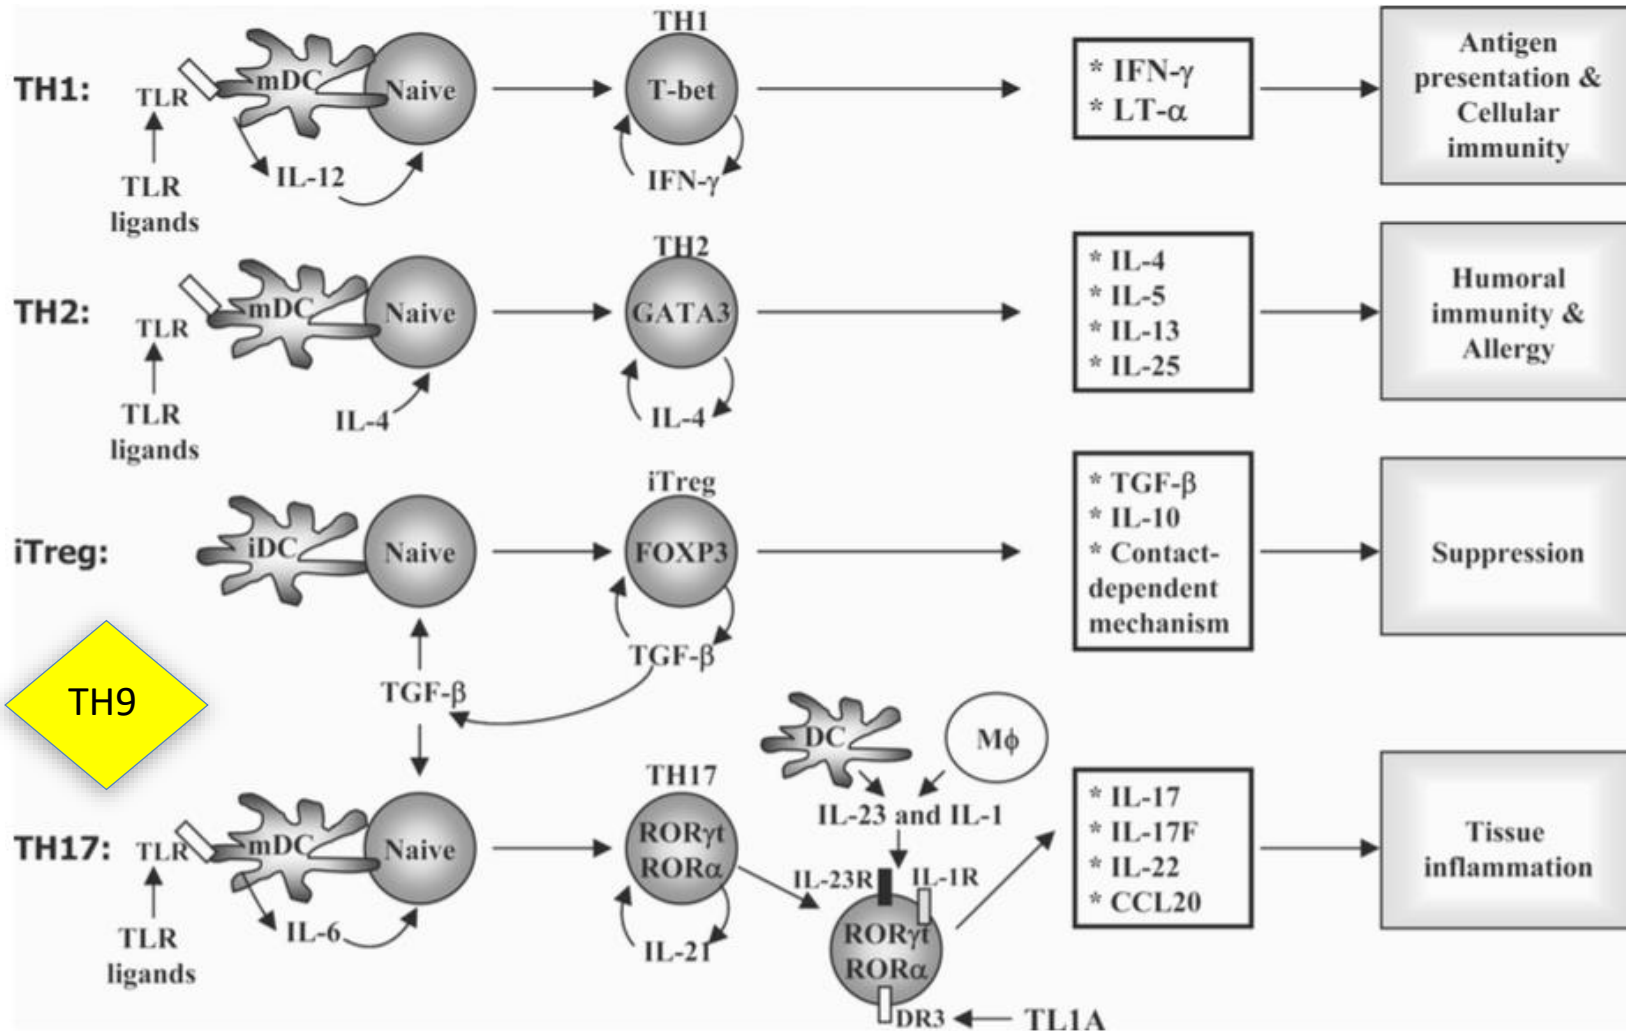 TH1:
TLR
TLR
ligands
mDC
Naive
IL-12
TH1
T-bet
IFN-γ
* IFN-γ
* LT-α
Antigen
presentation &
Cellular
immunity
TH2:
TLR
TLR
ligands
mDC
Naive
IL-4
TH2
GATA3
IL-4
* IL-4
* IL-5
* IL-13
* IL-25
Humoral
immunity &
Allergy
iTreg:
iDC
Naive
iTreg
FOXP3
TGF-β
TGF-β
* TGF-β
* IL-10
* Contact-
dependent
mechanism
Suppression
TH9
TH17:
TLR
TLR
ligands
mDC
Naive
IL-6
TH17
RORγt
RORα
IL-21
DC
Mϕ
IL-23 and IL-1
IL-23R
IL-1R
RORγt
RORα
DR3
TL1A
* IL-17
* IL-17F
* IL-22
* CCL20
Tissue
inflammation